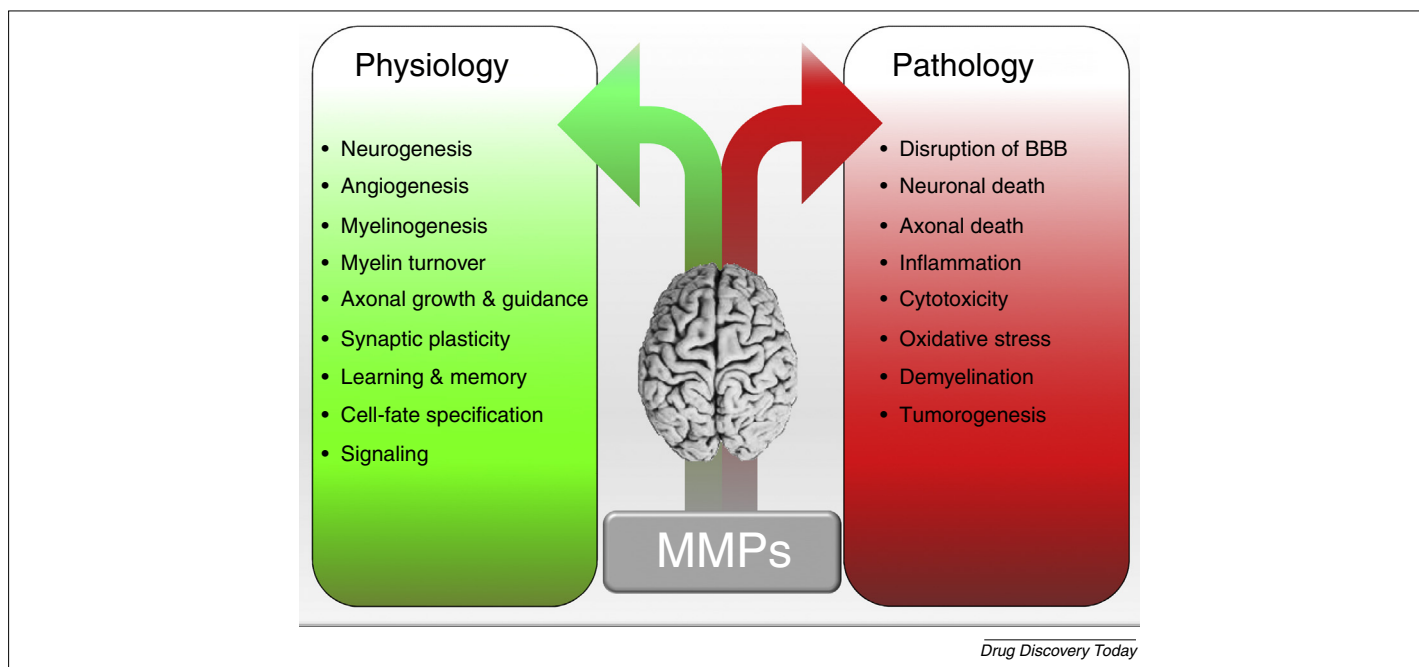 Physiology
• Neurogenesis
• Angiogenesis
• Myelinogenesis
• Myelin turnover
• Axonal growth & guidance
• Synaptic plasticity
• Learning & memory
• Cell-fate specification
• Signaling
Pathology
• Disruption of BBB
• Neuronal death
• Axonal death
• Inflammation
• Cytotoxicity
• Oxidative stress
• Demyelination
• Tumorogenesis
MMPs
Drug Discovery Today